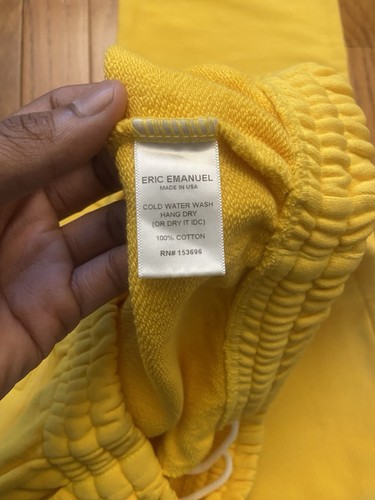 ERIC EMANUEL
MADE IN USA
COLD WATER WASH
HANG DRY
(OR DRY IT IDC)
100% COTTON
RN# 153696